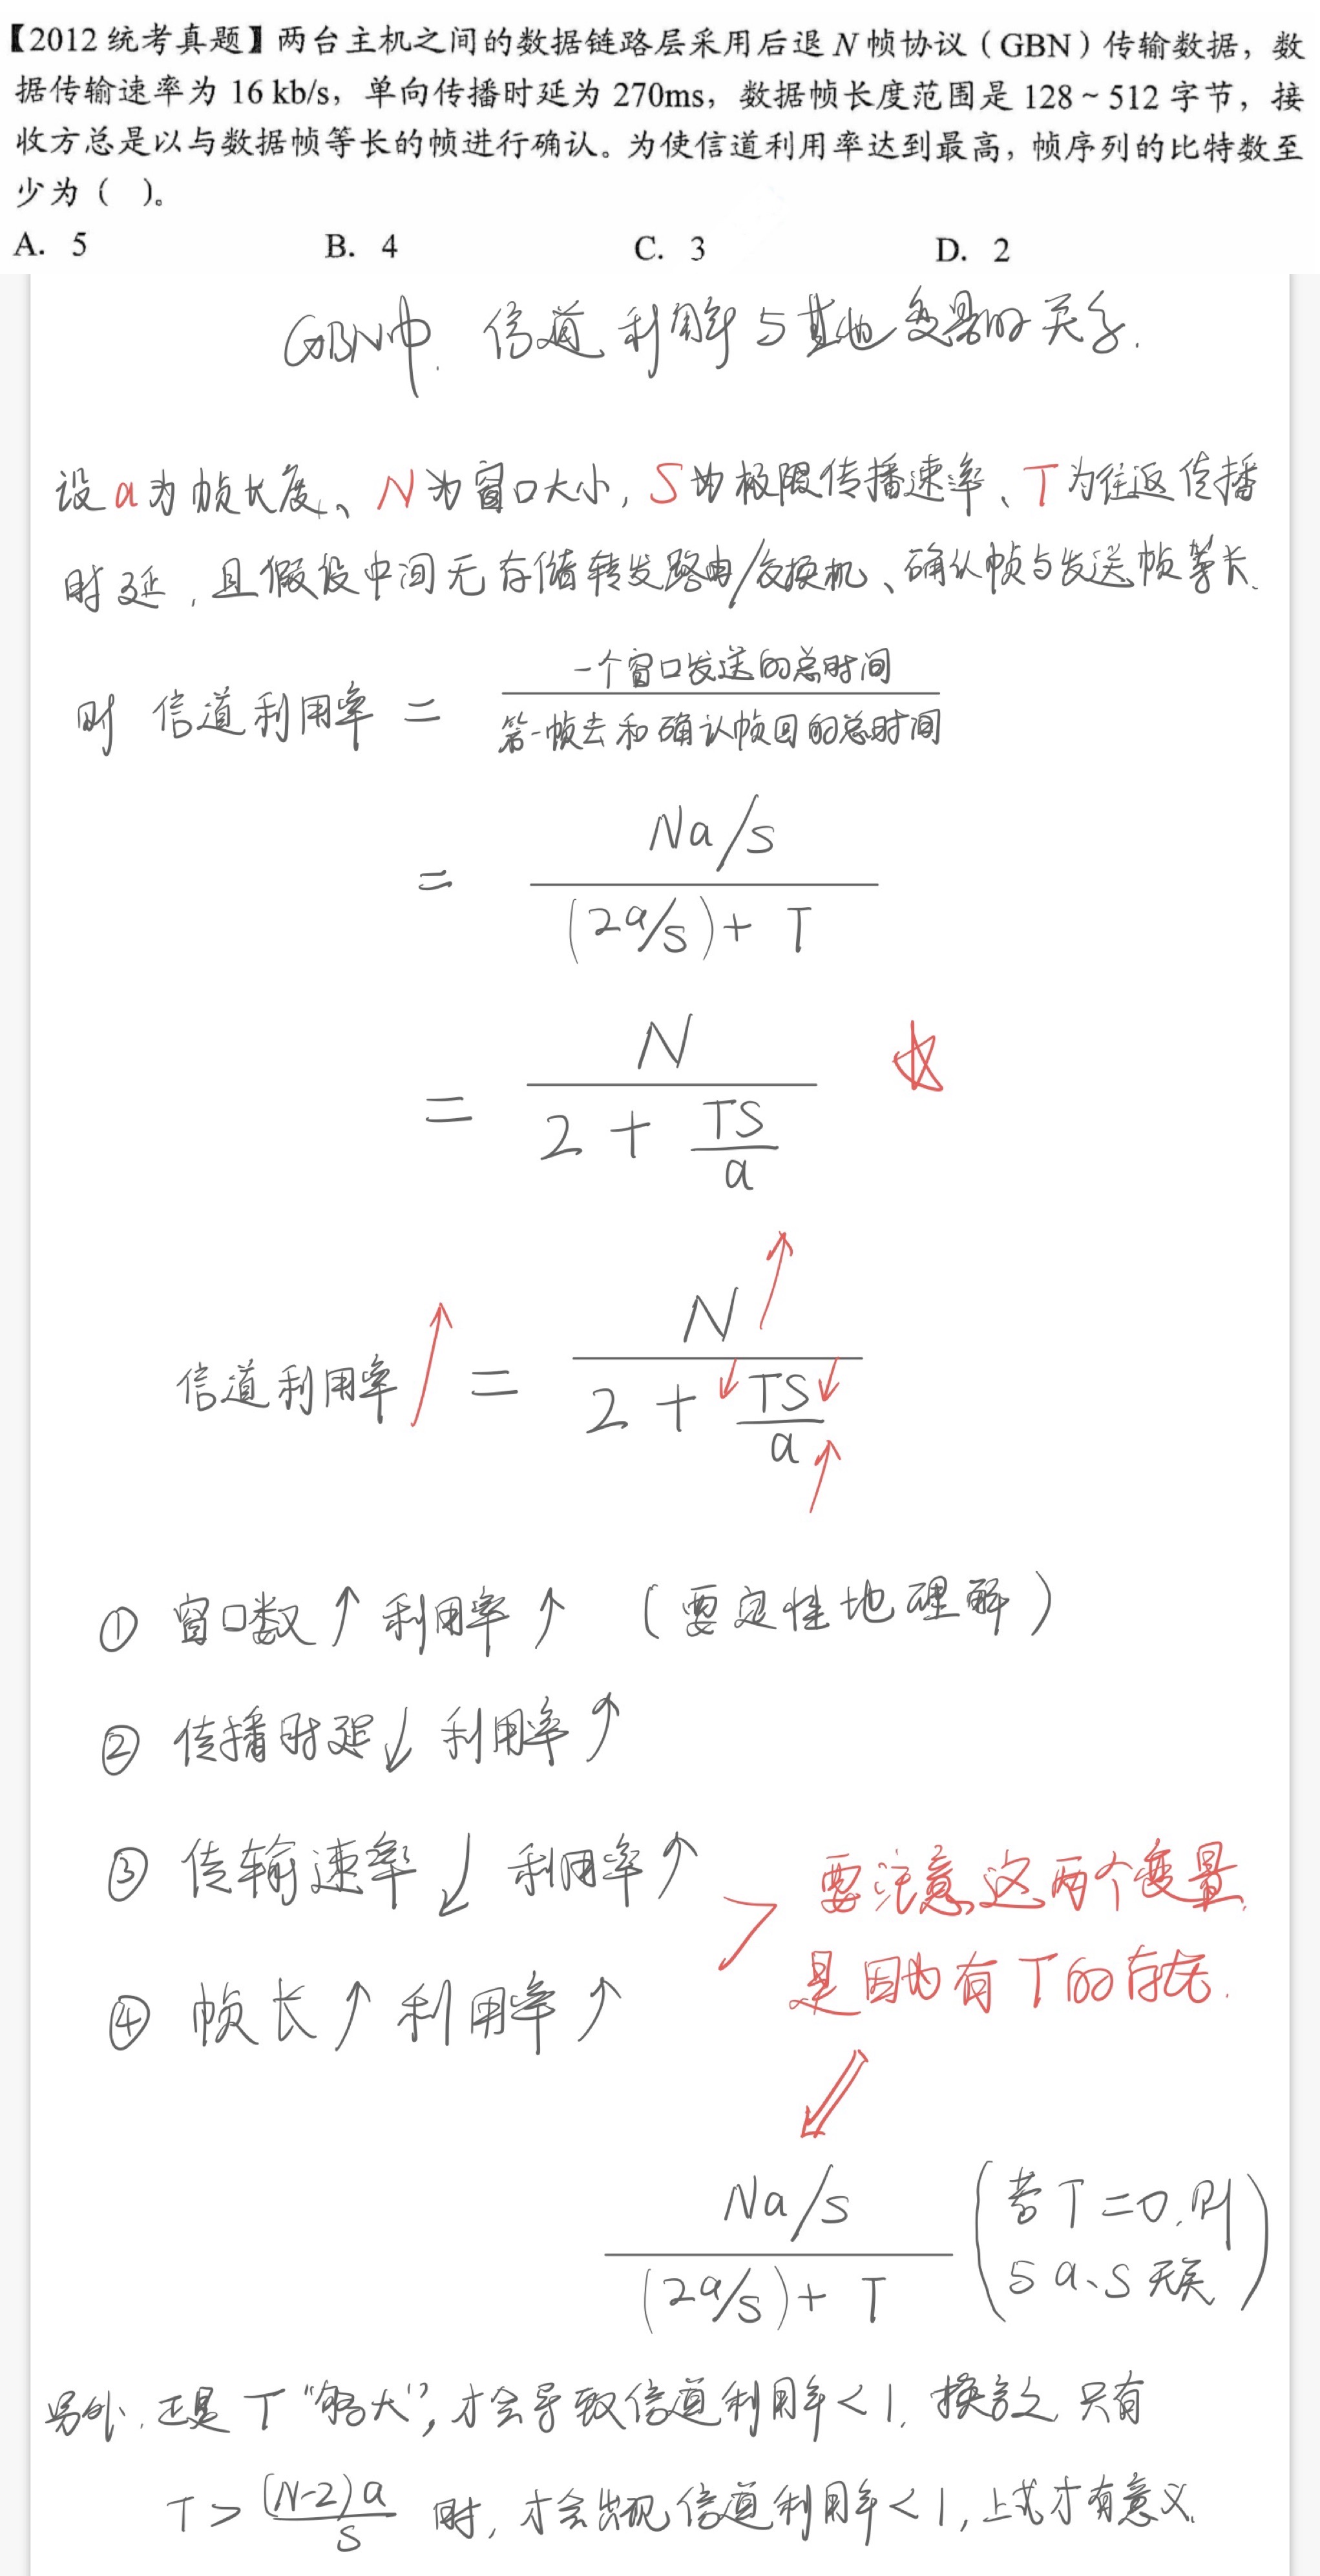 【2012 统考真题】两台主机之间的数据链路层采用后退 N 帧协议（GBN）传输数据，数
据传输速率为 16 kb/s，单向传播时延为 270ms，数据帧长度范围是 128～512 字节，接
收方总是以与数据帧等长的帧进行确认。为使信道利用率达到最高，帧序列的比特数至
少为（ ）。
A. 5 B. 4 C. 3 D. 2
GBN中. 信道利用率与其他变量的关系.
设a为帧长度、N为窗口大小, S为极限传播速率、T为往返传播
时延, 且假设中间无存储转发路由/交换机、确认帧与发送帧等长.
则 信道利用率 = 一个窗口发送的总时间 / 第一帧去和确认帧回的总时间
= Na/s / (2a/s)+ T
= N / 2 + TS/a
信道利用率↑ = N↑ / 2 + ↓TS↓/a↑
① 窗口数↑ 利用率↑ (要定性地理解)
② 传播时延↓ 利用率↑
③ 传输速率↓ 利用率↑
要注意这两个变量,
是因为有T的存在.
④ 帧长↑ 利用率↑
Na/s / (2a/s)+ T (若T=0,则 与a、S无关)
另外, 正是 T "够大", 才会导致信道利用率<1, 换言之 只有
T > (N-2)a/S 时, 才会出现信道利用率<1, 上式才有意义.